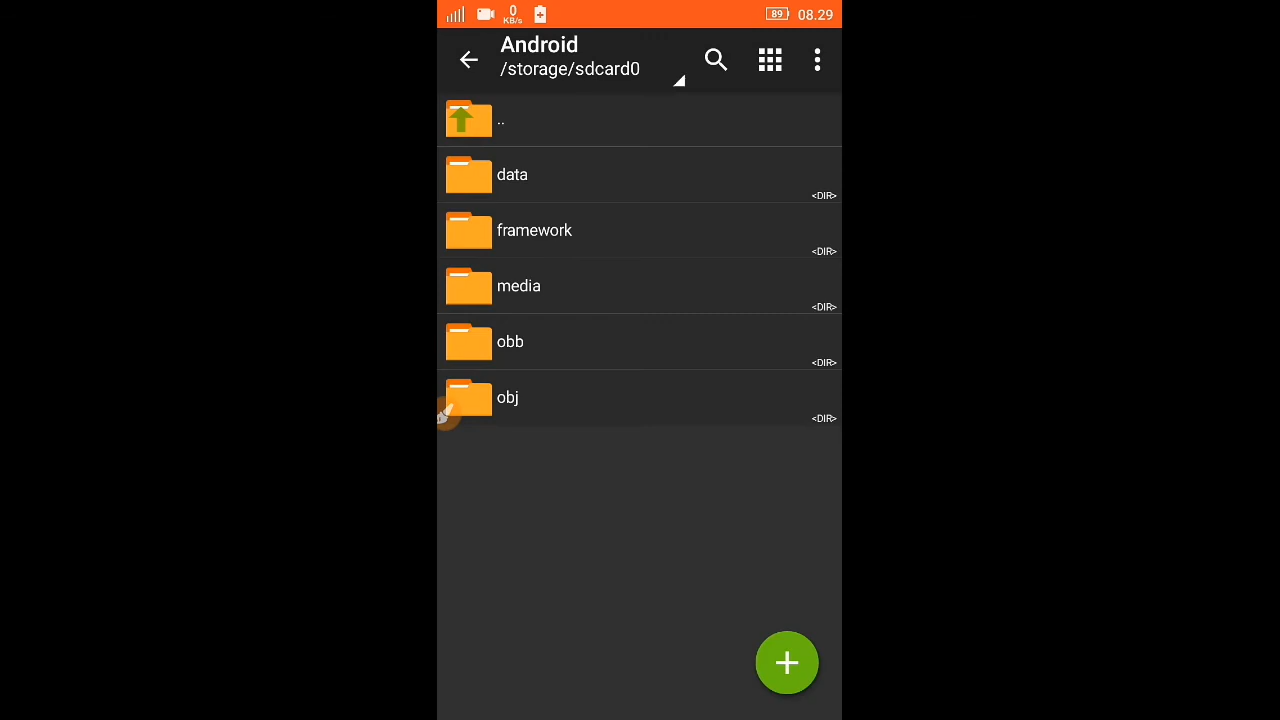 0
KB/s
89
08.29
Android
/storage/sdcard0
..
data
<DIR>
framework
<DIR>
media
<DIR>
obb
<DIR>
obj
<DIR>